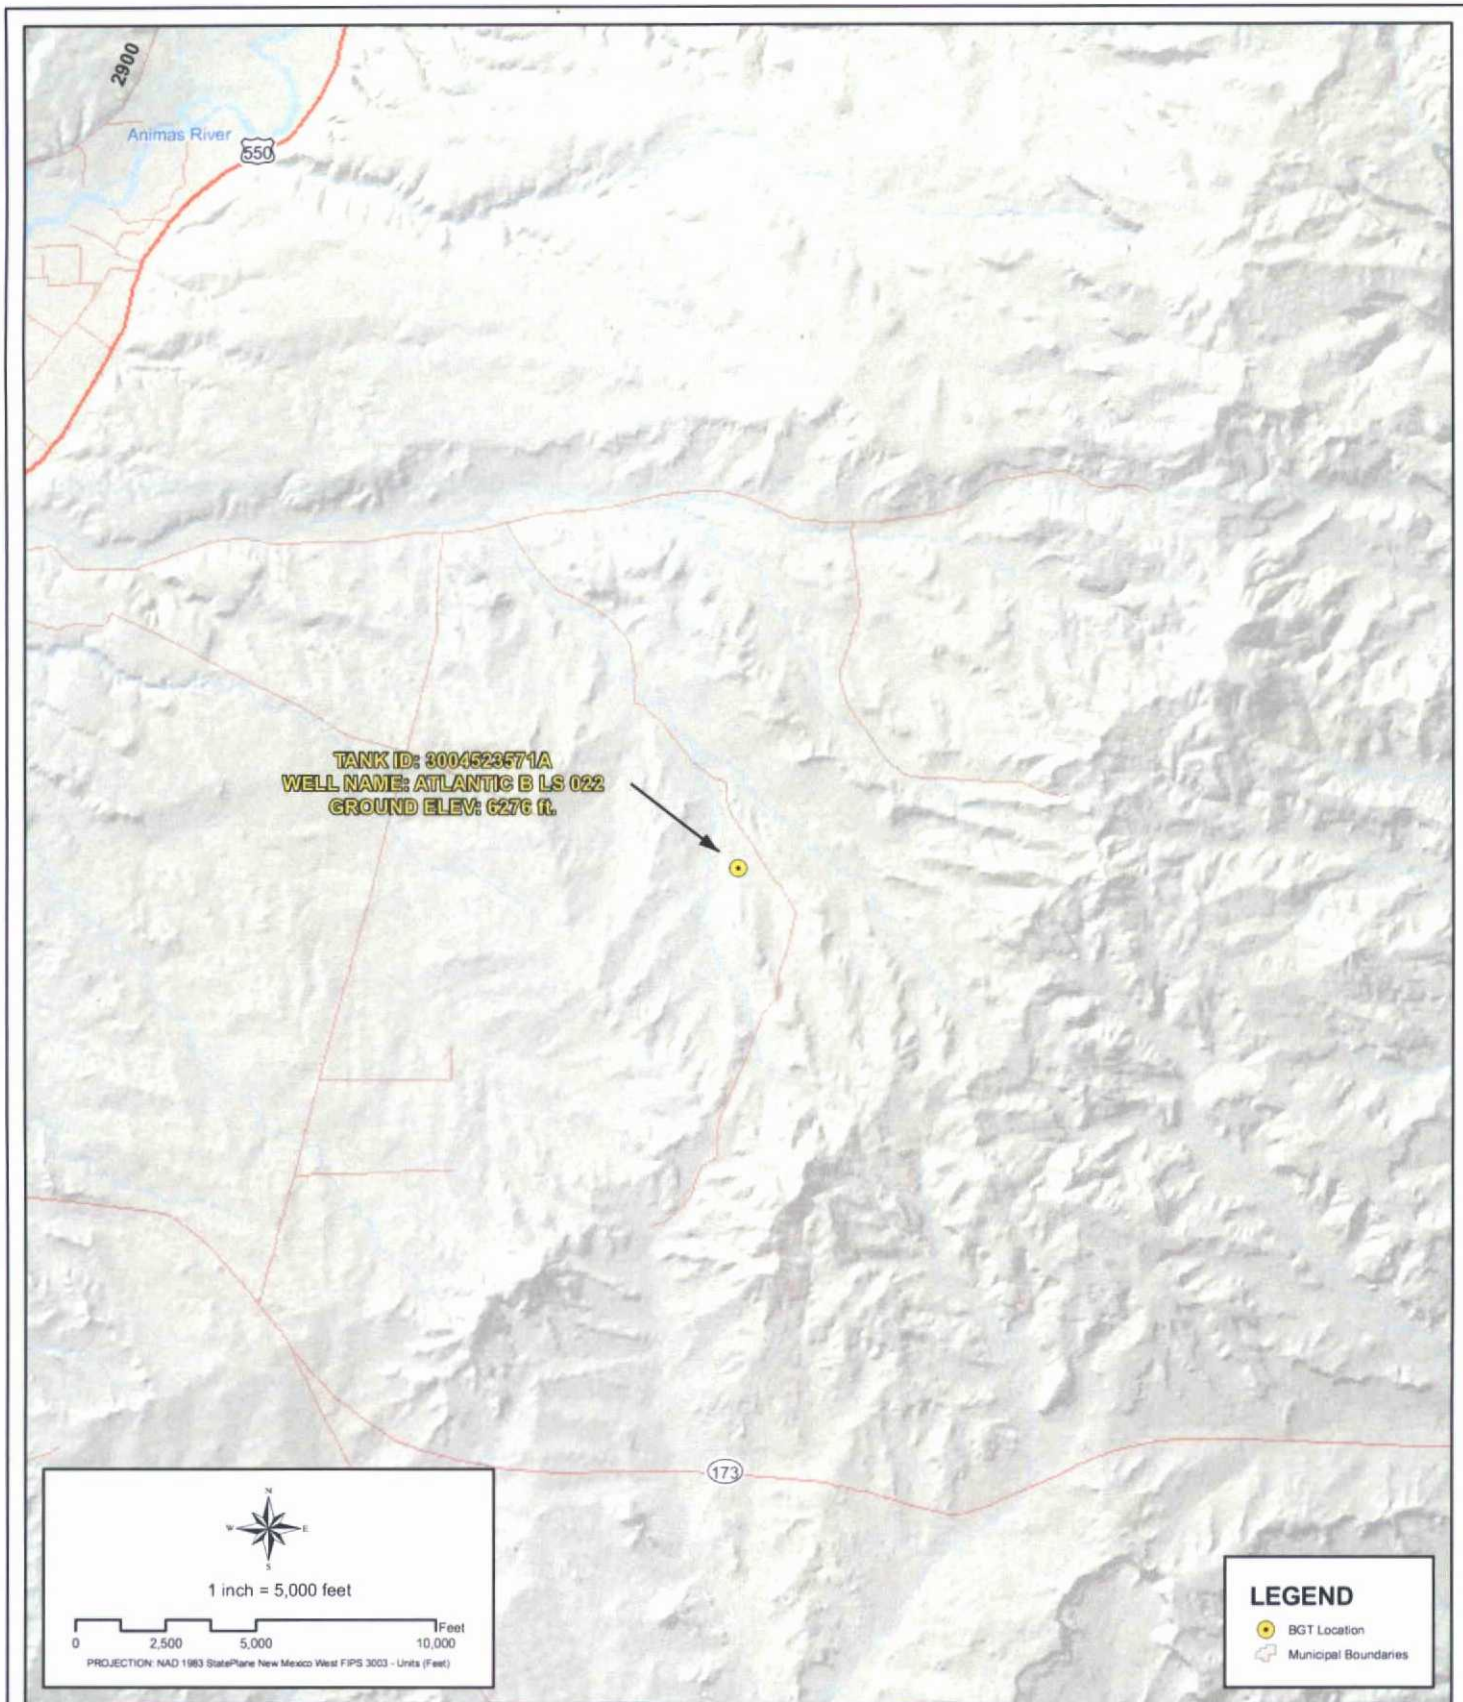 2900
Animas River
550
TANK ID: 3004523571A
WELL NAME: ATLANTIC B LS 022
GROUND ELEV: 6276 ft.
173
N
W E
S
1 inch = 5,000 feet
Feet
0 2,500 5,000 10,000
PROJECTION: NAD 1983 StatePlane New Mexico West FIPS 3003 - Units (Feet)
LEGEND
BGT Location
Municipal Boundaries